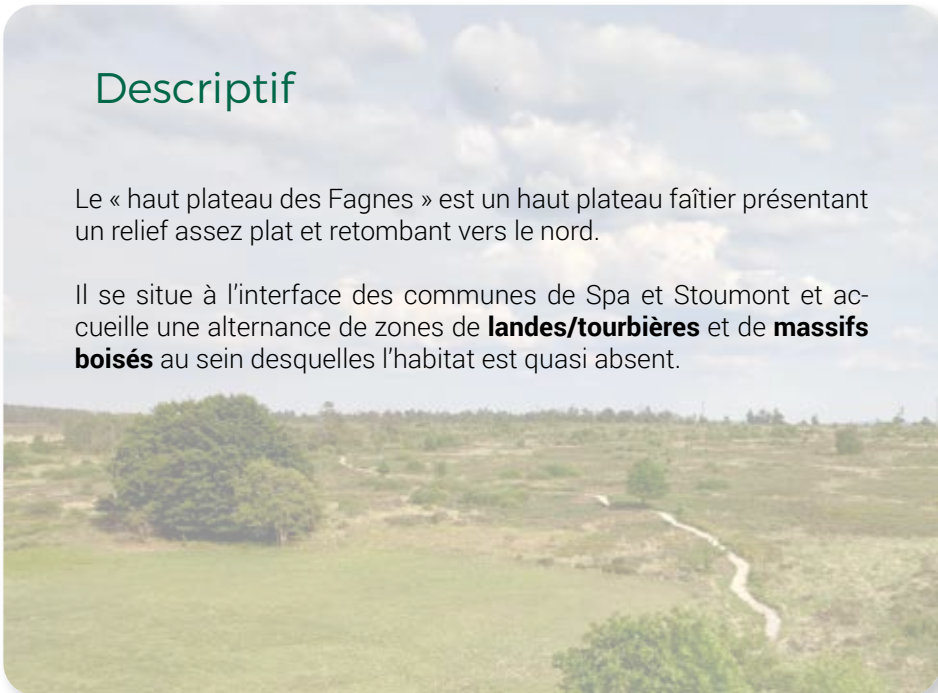 Descriptif
Le « haut plateau des Fagnes » est un haut plateau faîtier présentant
un relief assez plat et retombant vers le nord.
Il se situe à l'interface des communes de Spa et Stoumont et ac-
cueille une alternance de zones de landes/tourbières et de massifs
boisés au sein desquelles l'habitat est quasi absent.